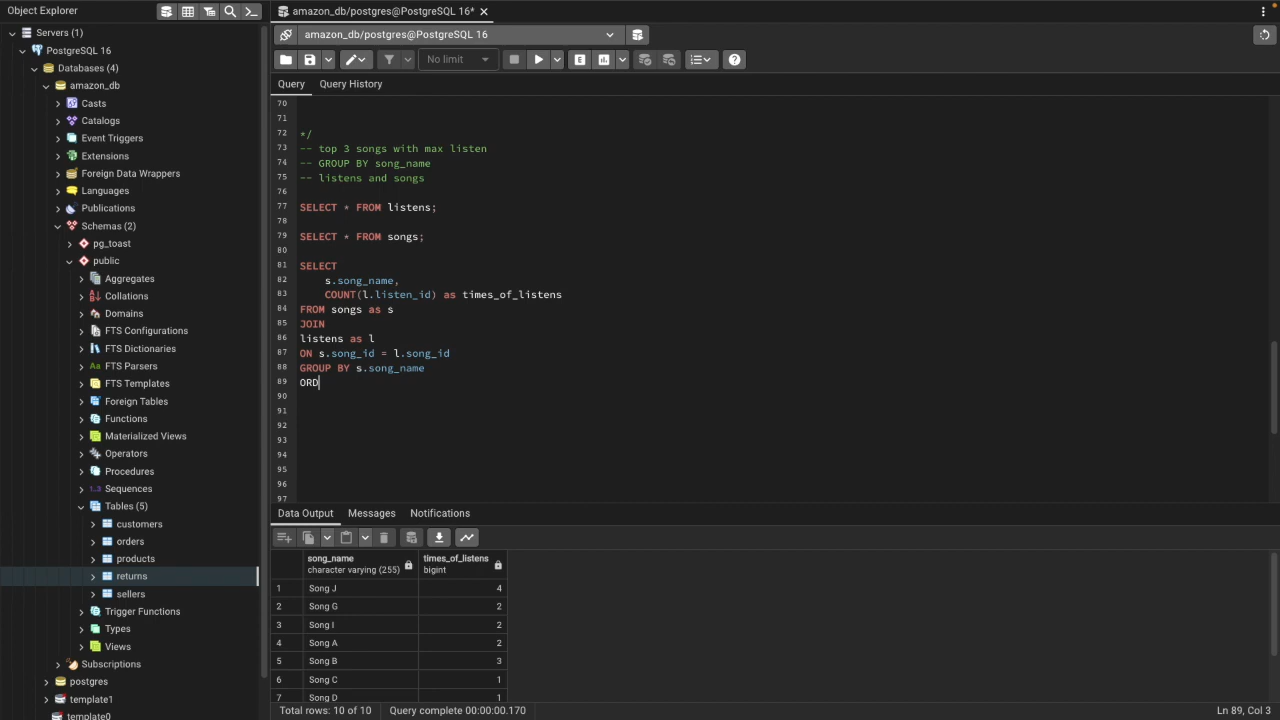 Object Explorer
amazon_db/postgres@PostgreSQL 16*
Servers (1)
amazon_db/postgres@PostgreSQL 16
PostgreSQL 16
Databases (4)
No limit
amazon_db
Query Query History
Casts
Catalogs
Event Triggers
Extensions
Foreign Data Wrappers
Languages
Publications
Schemas (2)
pg_toast
public
Aggregates
Collations
Domains
FTS Configurations
FTS Dictionaries
FTS Parsers
FTS Templates
Foreign Tables
Functions
Materialized Views
Operators
Procedures
Sequences
Tables (5)
customers
orders
products
returns
sellers
Trigger Functions
Types
Views
Subscriptions
postgres
template1
template0
70
71
72 */
73 -- top 3 songs with max listen
74 -- GROUP BY song_name
75 -- listens and songs
76
77 SELECT * FROM listens;
78
79 SELECT * FROM songs;
80
81 SELECT
82 s.song_name,
83 COUNT(l.listen_id) as times_of_listens
84 FROM songs as s
85 JOIN
86 listens as l
87 ON s.song_id = l.song_id
88 GROUP BY s.song_name
89 ORD
90
91
92
93
94
95
96
97
Data Output Messages Notifications
song_name times_of_listens
character varying (255) bigint
1 Song J 4
2 Song G 2
3 Song I 2
4 Song A 2
5 Song B 3
6 Song C 1
7 Song D 1
Total rows: 10 of 10 Query complete 00:00:00.170 Ln 89, Col 3